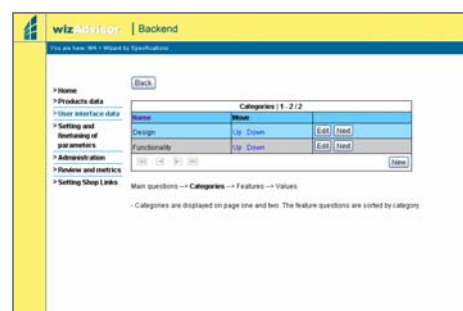 wizAdvisor | Backend
You are here: WA > Wizard by Specifications
Back
> Home
> Products data
> User interface data
> Setting and finetuning of parameters
> Administration
> Review and metrics
> Setting Shop Links
Categories | 1 - 2 / 2
Name Move
Design Up Down Edit Next
Functionality Up Down Edit Next
New
Main questions --> Categories --> Features --> Values
- Categories are displayed on page one and two. The feature questions are sorted by category.